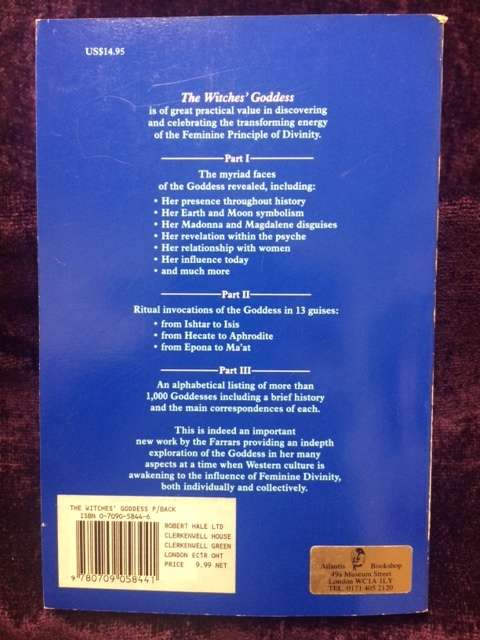 US$14.95
The Witches' Goddess
is of great practical value in discovering
and celebrating the transforming energy
of the Feminine Principle of Divinity.
Part I
The myriad faces
of the Goddess revealed, including:
• Her presence throughout history
• Her Earth and Moon symbolism
• Her Madonna and Magdalene disguises
• Her revelation within the psyche
• Her relationship with women
• Her influence today
• and much more
Part II
Ritual invocations of the Goddess in 13 guises:
• from Ishtar to Isis
• from Hecate to Aphrodite
• from Epona to Ma'at
Part III
An alphabetical listing of more than
1,000 Goddesses including a brief history
and the main correspondences of each.
This is indeed an important
new work by the Farrars providing an indepth
exploration of the Goddess in her many
aspects at a time when Western culture is
awakening to the influence of Feminine Divinity,
both individually and collectively.
THE WITCHES' GODDESS P/BACK
ISBN 0-7090-5844-6
ROBERT HALE LTD
CLERKENWELL HOUSE
CLERKENWELL GREEN
LONDON EC1R 0HT
PRICE 9.99 NET
9 780709 058441
Atlantis Bookshop
49a Museum Street
London WC1A 1LY
TEL. 0171 405 2120